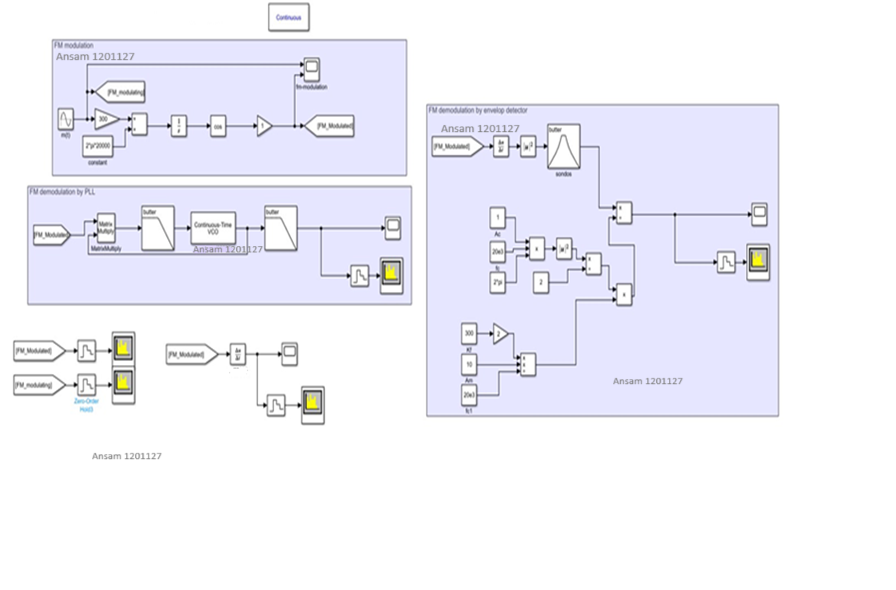 Continuous
FM modulation
Ansam 1201127
[FM_modulating]
fm-modulation
m(t)
300
cos
1
[FM_Modulated]
2*pi*20000
constant
FM demodulation by PLL
butter
butter
[FM_Modulated]
Matrix
Multiply
MatrixMultiply
Continuous-Time
VCO
Ansam 1201127
FM demodulation by envelop detector
Ansam 1201127
butter
[FM_Modulated]
sondos
1
Ac
20e3
fc
2*pi
2
300
Kf
2
10
Am
20e3
fc1
Ansam 1201127
[FM_Modulated]
[FM_modulating]
Zero-Order
Hold3
[FM_Modulated]
Ansam 1201127